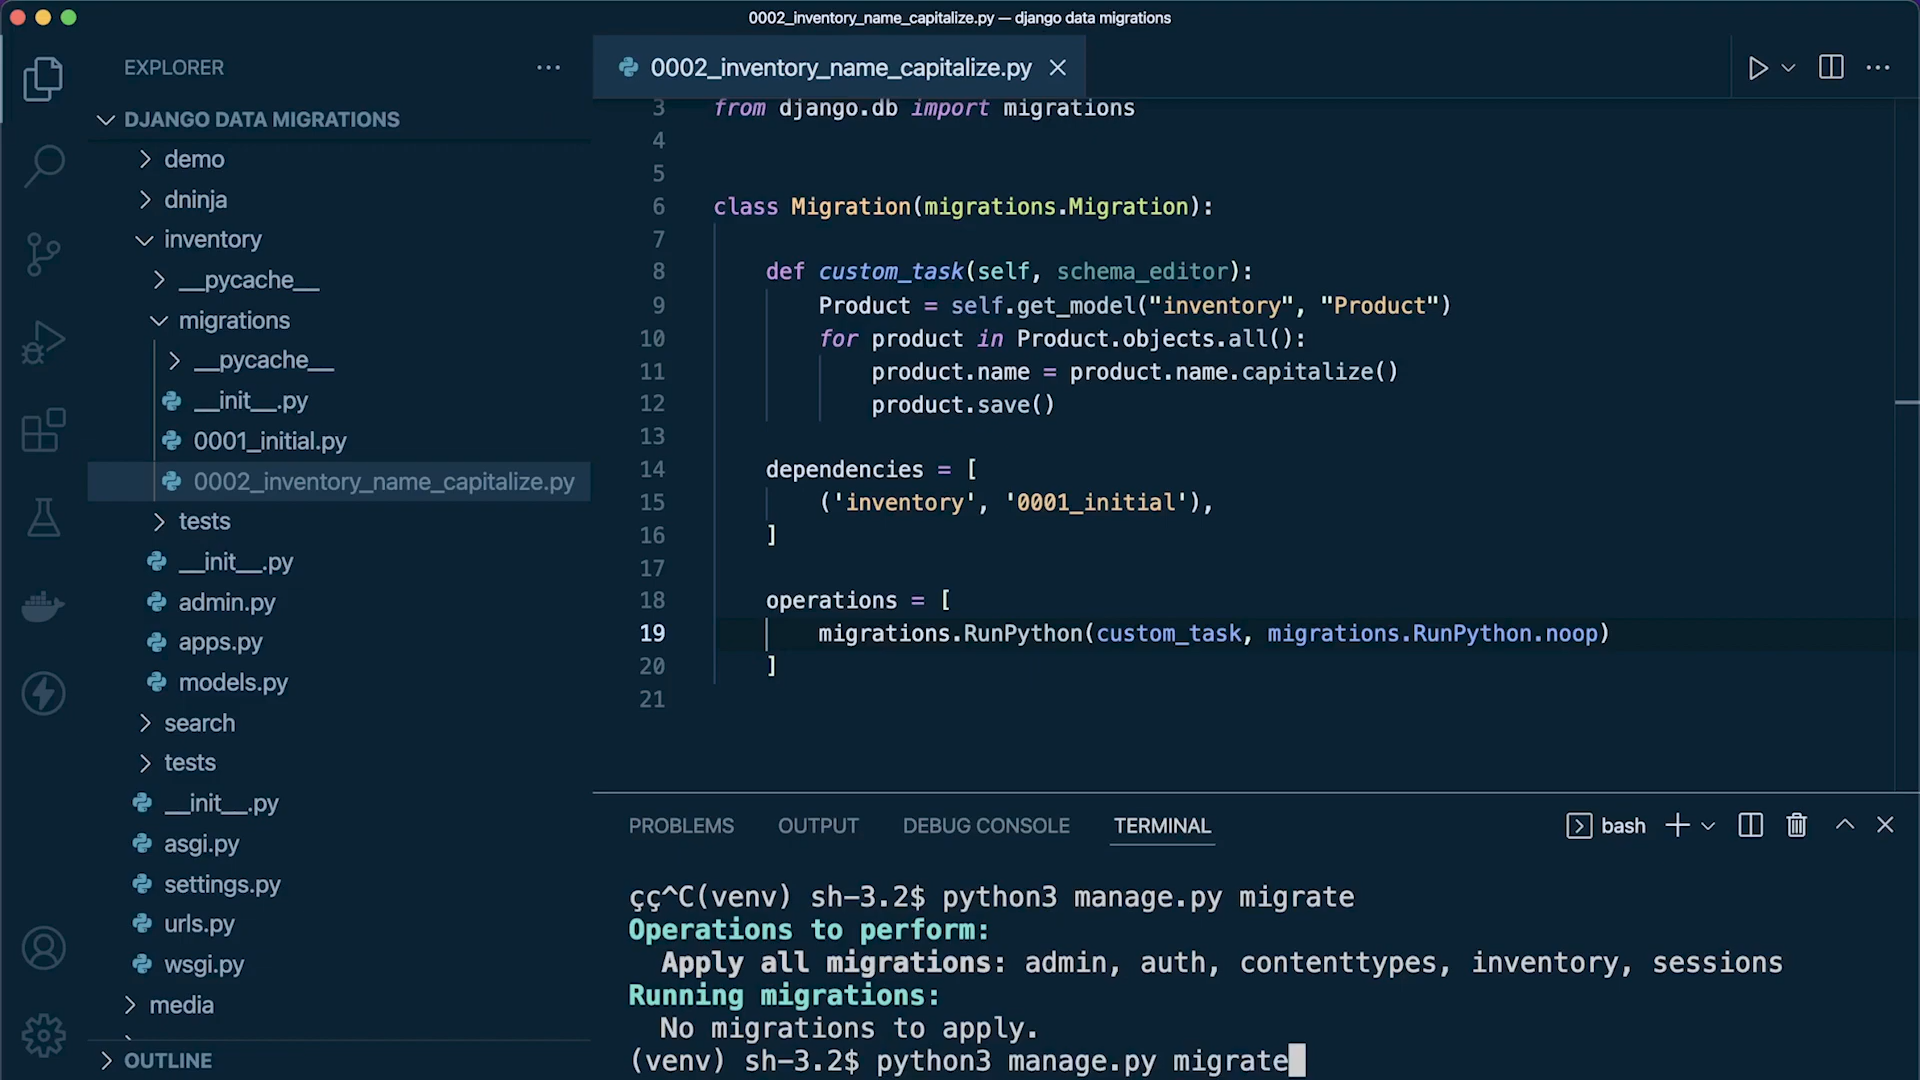 0002_inventory_name_capitalize.py — django data migrations
EXPLORER
DJANGO DATA MIGRATIONS
demo
dninja
inventory
__pycache__
migrations
__pycache__
__init__.py
0001_initial.py
0002_inventory_name_capitalize.py
tests
__init__.py
admin.py
apps.py
models.py
search
tests
__init__.py
asgi.py
settings.py
urls.py
wsgi.py
media
OUTLINE
0002_inventory_name_capitalize.py
3 from django.db import migrations
4
5
6 class Migration(migrations.Migration):
7
8     def custom_task(self, schema_editor):
9         Product = self.get_model("inventory", "Product")
10         for product in Product.objects.all():
11             product.name = product.name.capitalize()
12             product.save()
13
14     dependencies = [
15         ('inventory', '0001_initial'),
16     ]
17
18     operations = [
19         migrations.RunPython(custom_task, migrations.RunPython.noop)
20     ]
21
PROBLEMS OUTPUT DEBUG CONSOLE TERMINAL bash
çç^C(venv) sh-3.2$ python3 manage.py migrate
Operations to perform:
  Apply all migrations: admin, auth, contenttypes, inventory, sessions
Running migrations:
  No migrations to apply.
(venv) sh-3.2$ python3 manage.py migrate